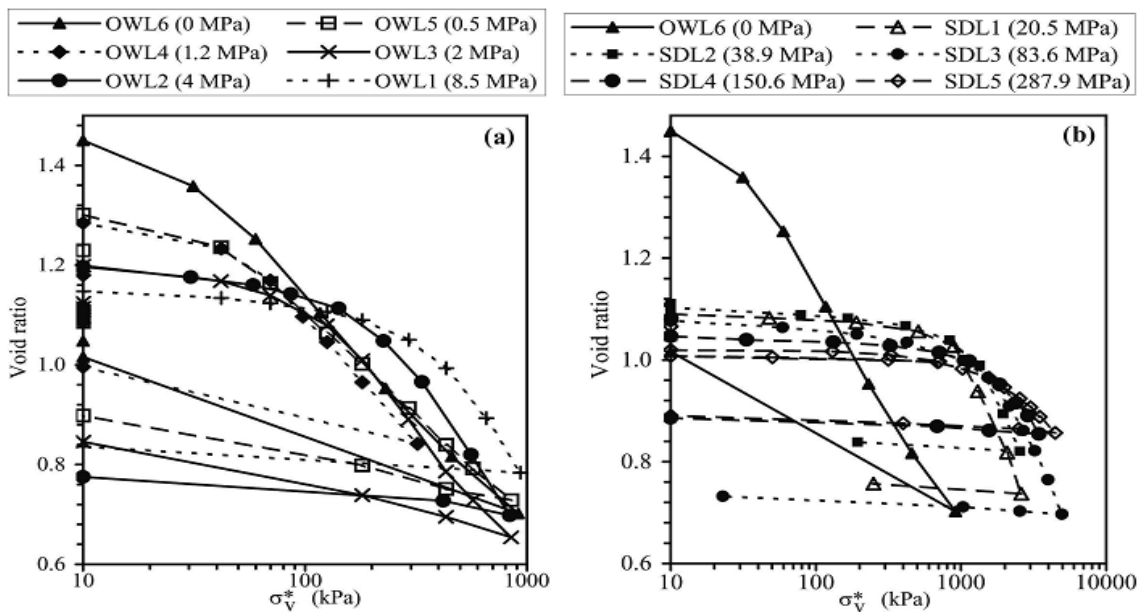 OWL6 (0 MPa) OWL5 (0.5 MPa)
OWL4 (1.2 MPa) OWL3 (2 MPa)
OWL2 (4 MPa) OWL1 (8.5 MPa)
OWL6 (0 MPa) SDL1 (20.5 MPa)
SDL2 (38.9 MPa) SDL3 (83.6 MPa)
SDL4 (150.6 MPa) SDL5 (287.9 MPa)
(a)
1.4
1.2
1.0
0.8
0.6
Void ratio
10 100 1000
σv* (kPa)
(b)
1.4
1.2
1.0
0.8
0.6
Void ratio
10 100 1000 10000
σv* (kPa)